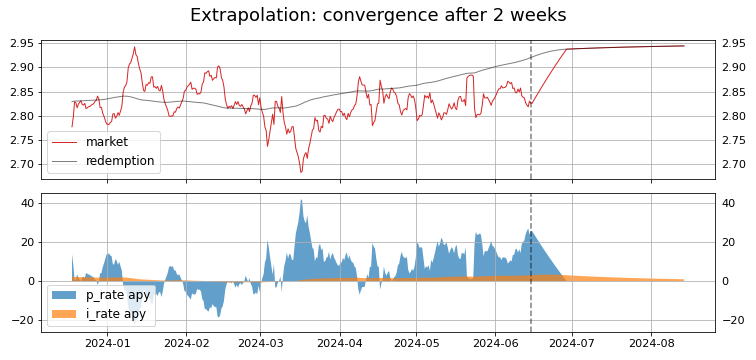 Extrapolation: convergence after 2 weeks
2.95 2.95
2.90 2.90
2.85 2.85
2.80 2.80
2.75 2.75
2.70 2.70
market
redemption
40 40
20 20
0 0
−20 −20
p_rate apy
i_rate apy
2024-01 2024-02 2024-03 2024-04 2024-05 2024-06 2024-07 2024-08